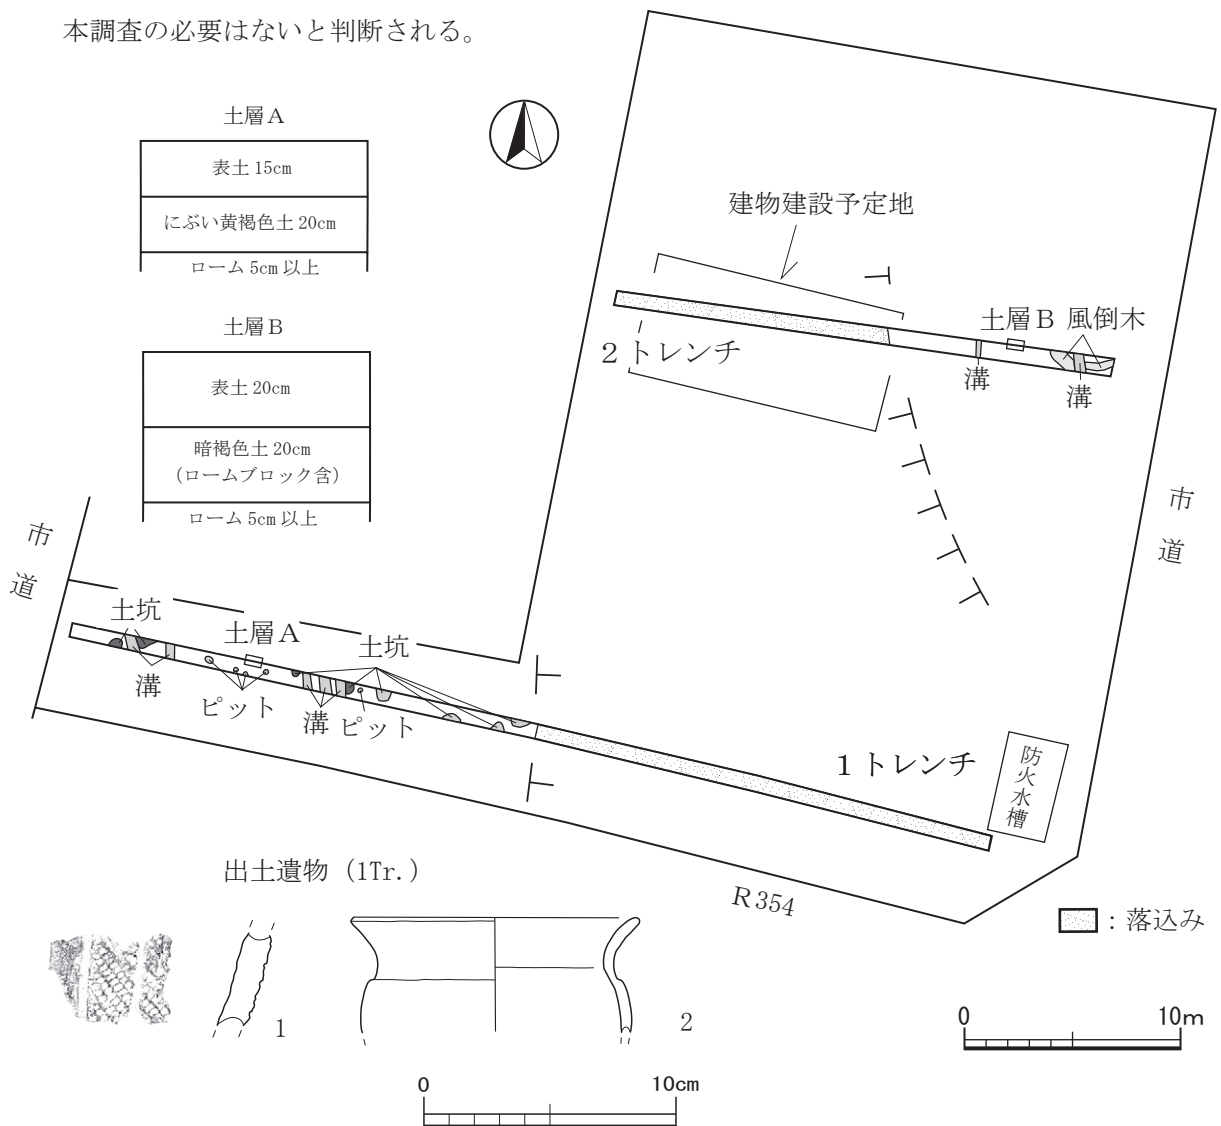 本調査の必要はないと判断される。
土層Ａ
表土 15cm
にぶい黄褐色土 20cm
ローム 5cm 以上
土層Ｂ
表土 20cm
暗褐色土 20cm
(ロームブロック含)
ローム 5cm 以上
建物建設予定地
土層Ｂ 風倒木
２トレンチ
溝
溝
市道
市道
土坑
土層Ａ
土坑
溝
ピット
溝
ピット
１トレンチ
防火水槽
出土遺物（1Tr.）
Ｒ354
：落込み
1
2
0 10m
0 10cm